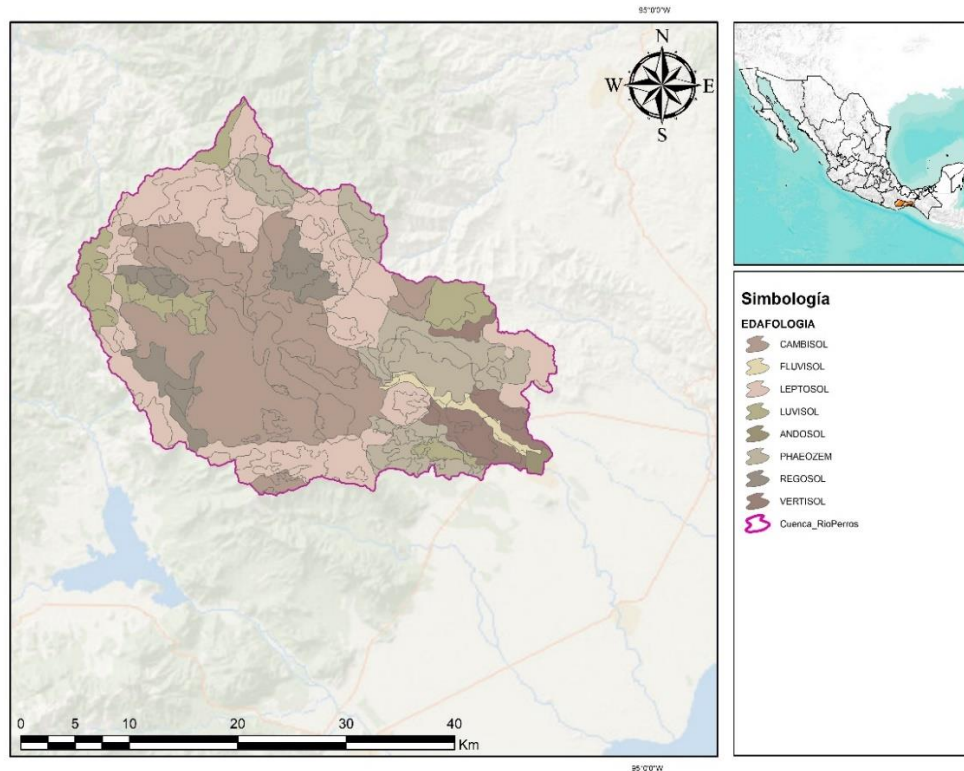 95°0'0"W
N
W E
S
0 5 10 20 30 40
Km
95°0'0"W
Simbología
EDAFOLOGIA
CAMBISOL
FLUVISOL
LEPTOSOL
LUVISOL
ANDOSOL
PHAEOZEM
REGOSOL
VERTISOL
Cuenca_RioPerros